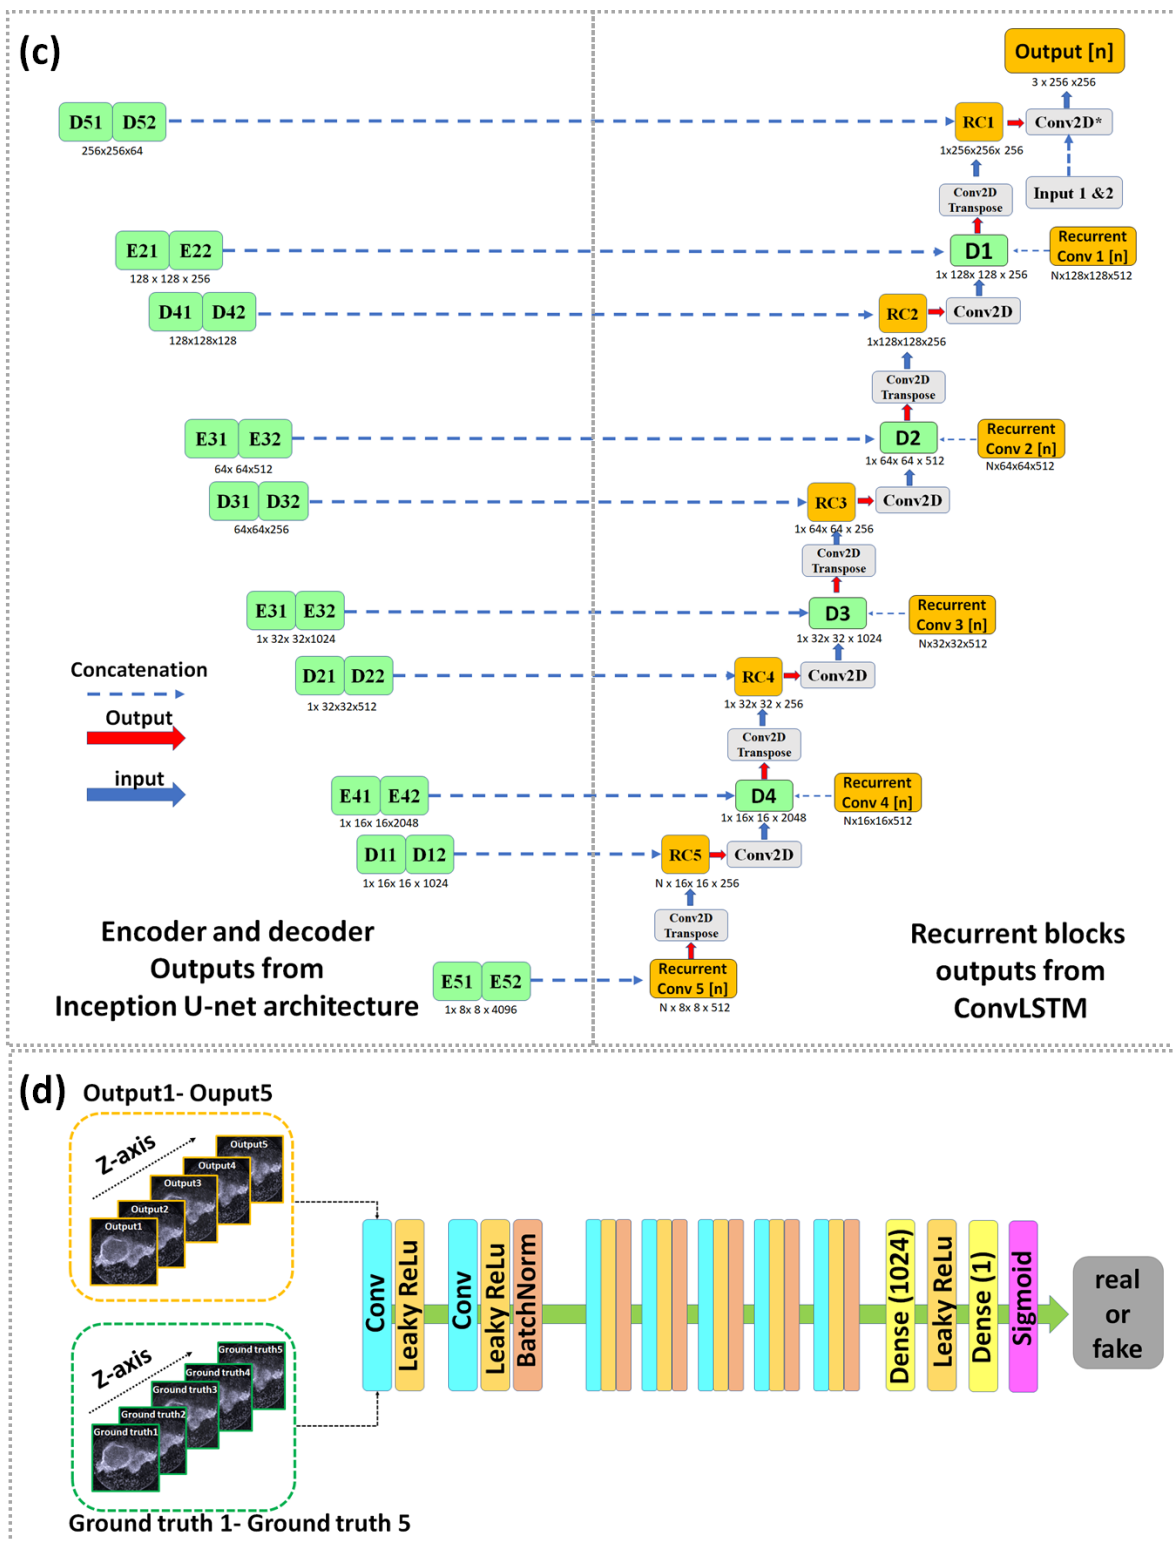 (c)
Output [n]
3 x 256 x256
D51 D52
256x256x64
RC1
Conv2D*
1x256x256x 256
Conv2D
Transpose
Input 1 &2
E21 E22
128 x 128 x 256
D1
1x 128x 128 x 256
Recurrent
Conv 1 [n]
Nx128x128x512
D41 D42
128x128x128
RC2
Conv2D
1x128x128x256
Conv2D
Transpose
E31 E32
64x 64x512
D2
1x 64x 64 x 512
Recurrent
Conv 2 [n]
Nx64x64x512
D31 D32
64x64x256
RC3
Conv2D
1x 64x 64 x 256
Conv2D
Transpose
E31 E32
1x 32x 32x1024
D3
1x 32x 32 x 1024
Recurrent
Conv 3 [n]
Nx32x32x512
Concatenation
Output
input
D21 D22
1x 32x32x512
RC4
Conv2D
1x 32x 32 x 256
Conv2D
Transpose
E41 E42
1x 16x 16x2048
D4
1x 16x 16 x 2048
Recurrent
Conv 4 [n]
Nx16x16x512
D11 D12
1x 16x 16 x 1024
RC5
Conv2D
N x 16x 16 x 256
Conv2D
Transpose
E51 E52
1x 8x 8 x 4096
Recurrent
Conv 5 [n]
N x 8x 8 x 512
Encoder and decoder
Outputs from
Inception U-net architecture
Recurrent blocks
outputs from
ConvLSTM
(d)
Output1- Ouput5
Z-axis
Output5
Output4
Output3
Output2
Output1
Z-axis
Ground truth5
Ground truth4
Ground truth3
Ground truth2
Ground truth1
Ground truth 1- Ground truth 5
Conv
Leaky ReLu
Conv
Leaky ReLu
BatchNorm
Dense (1024)
Leaky ReLu
Dense (1)
Sigmoid
real
or
fake